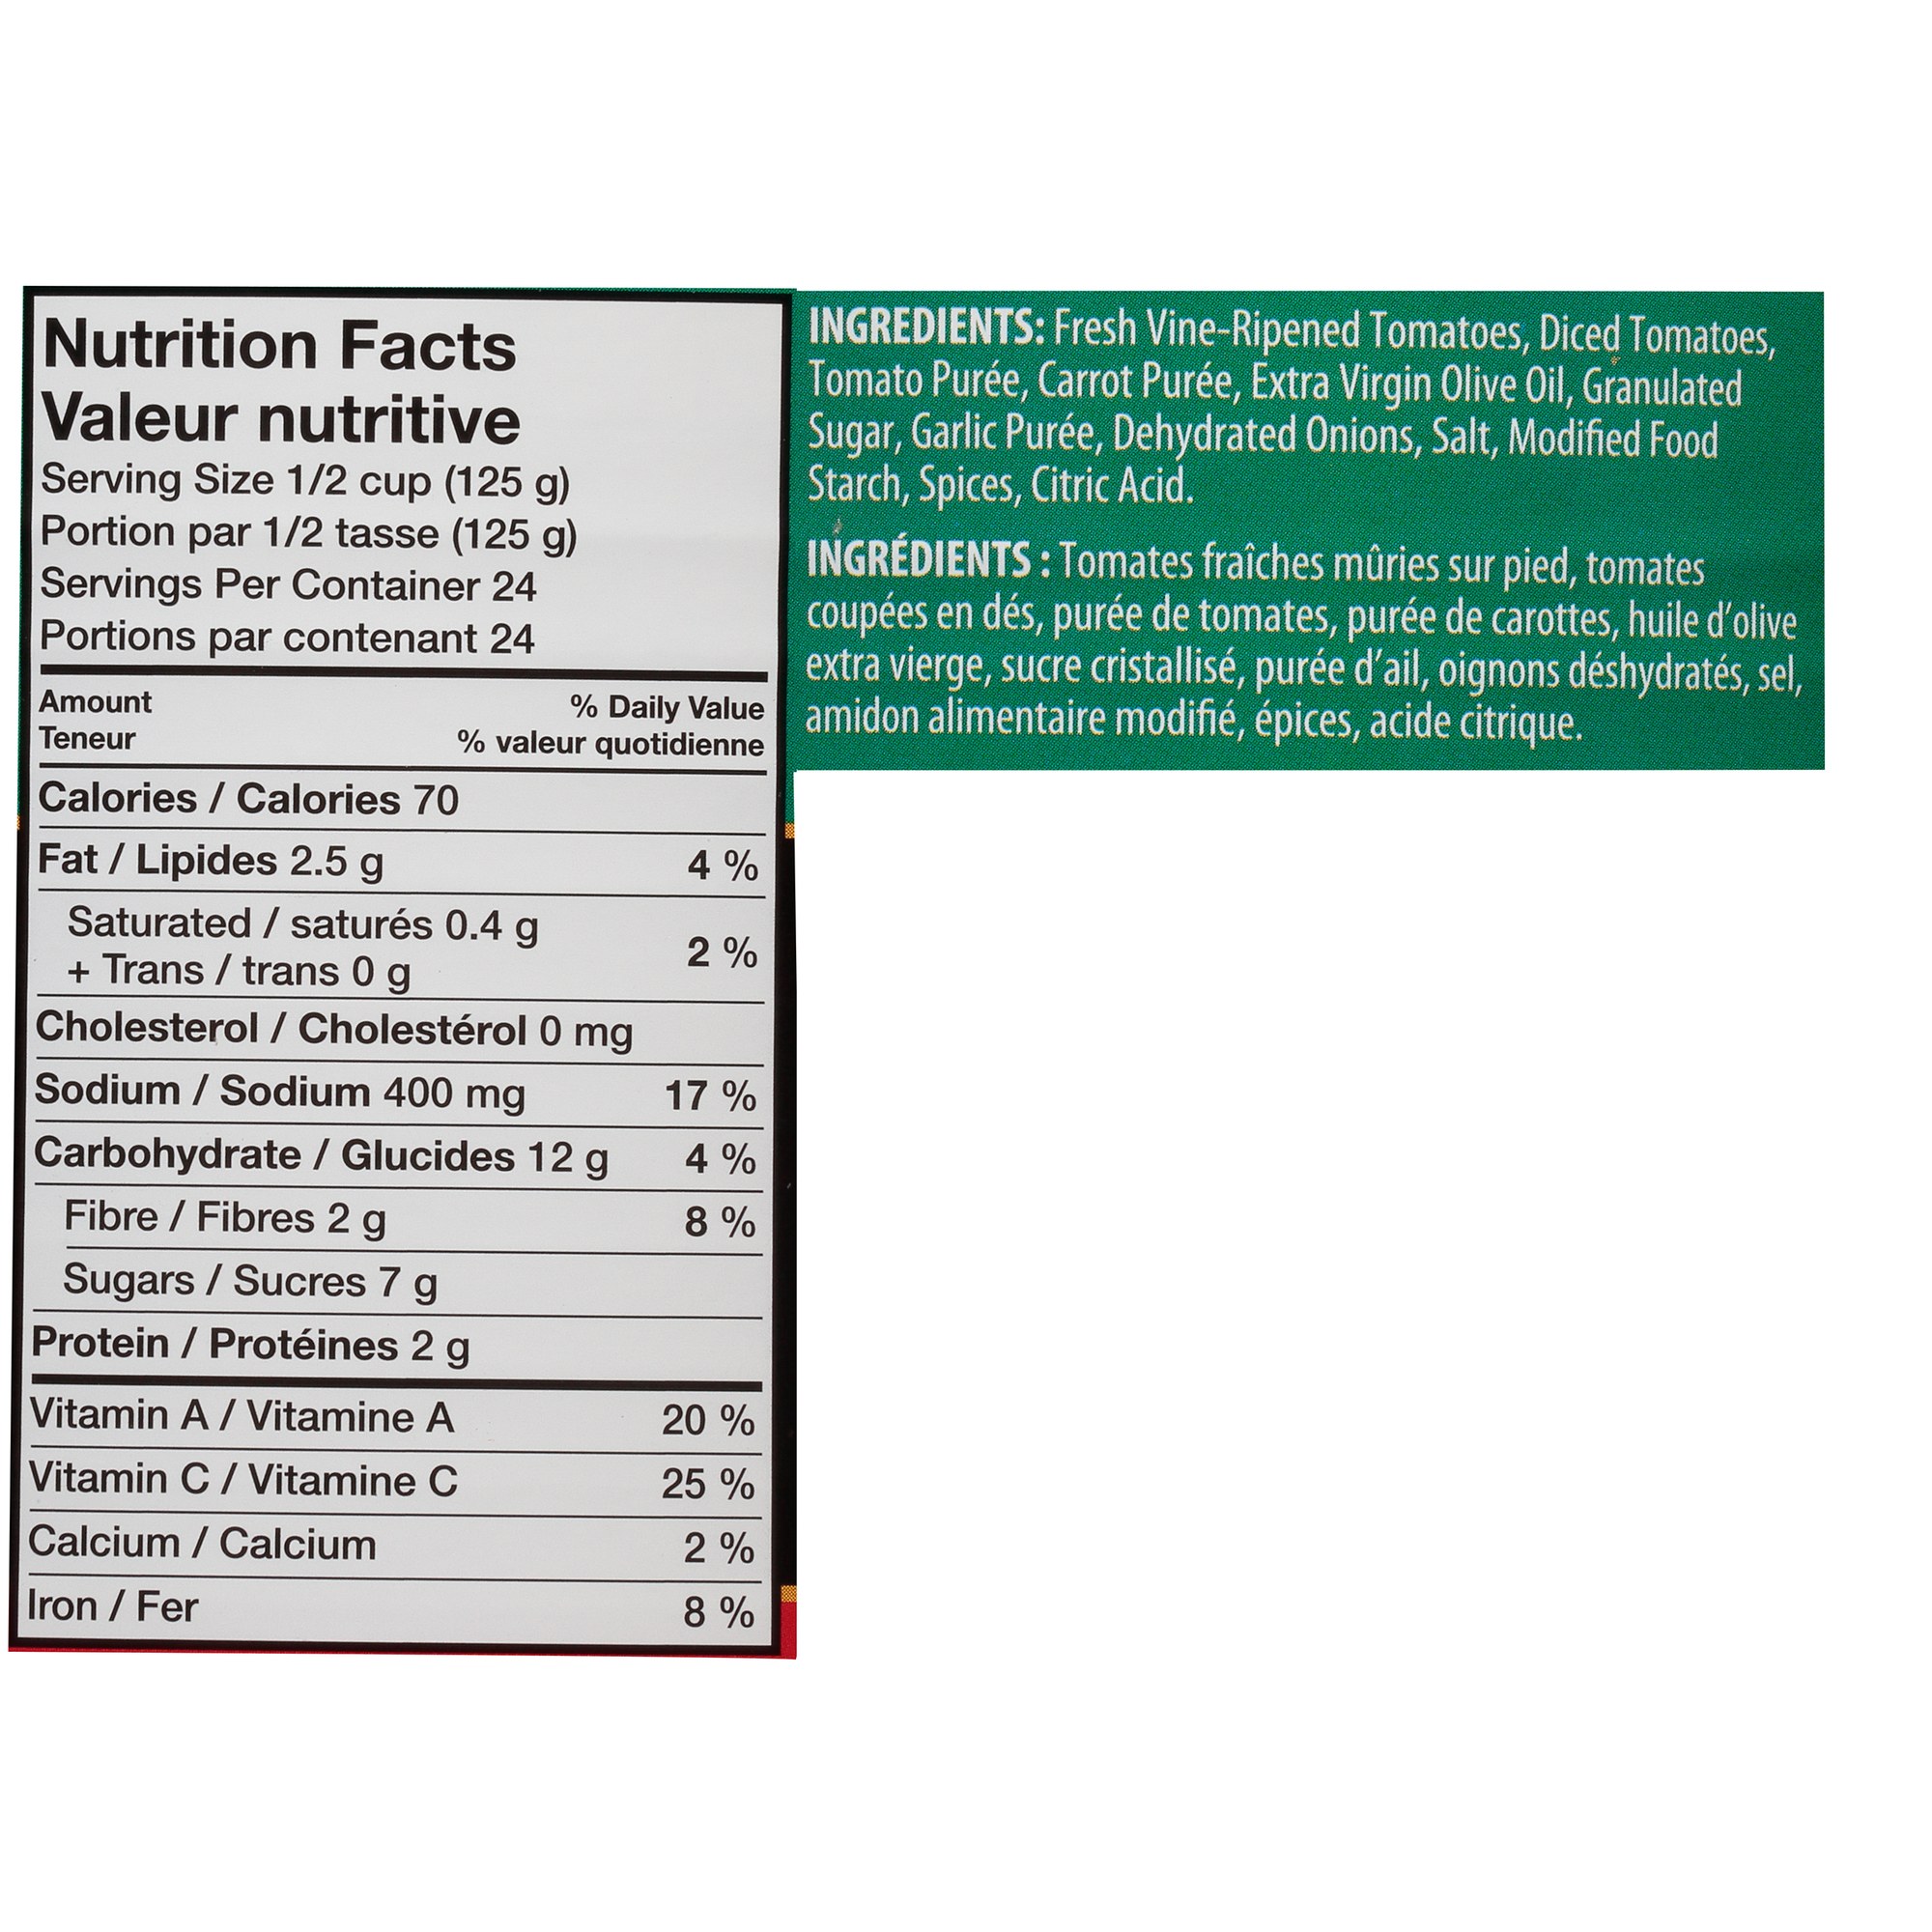 Nutrition Facts
Valeur nutritive
Serving Size 1/2 cup (125 g)
Portion par 1/2 tasse (125 g)
Servings Per Container 24
Portions par contenant 24
Amount % Daily Value
Teneur % valeur quotidienne
Calories / Calories 70
Fat / Lipides 2.5 g 4 %
Saturated / saturés 0.4 g
+ Trans / trans 0 g 2 %
Cholesterol / Cholestérol 0 mg
Sodium / Sodium 400 mg 17 %
Carbohydrate / Glucides 12 g 4 %
Fibre / Fibres 2 g 8 %
Sugars / Sucres 7 g
Protein / Protéines 2 g
Vitamin A / Vitamine A 20 %
Vitamin C / Vitamine C 25 %
Calcium / Calcium 2 %
Iron / Fer 8 %
INGREDIENTS: Fresh Vine-Ripened Tomatoes, Diced Tomatoes,
Tomato Purée, Carrot Purée, Extra Virgin Olive Oil, Granulated
Sugar, Garlic Purée, Dehydrated Onions, Salt, Modified Food
Starch, Spices, Citric Acid.
INGRÉDIENTS : Tomates fraîches mûries sur pied, tomates
coupées en dés, purée de tomates, purée de carottes, huile d'olive
extra vierge, sucre cristallisé, purée d'ail, oignons déshydratés, sel,
amidon alimentaire modifié, épices, acide citrique.